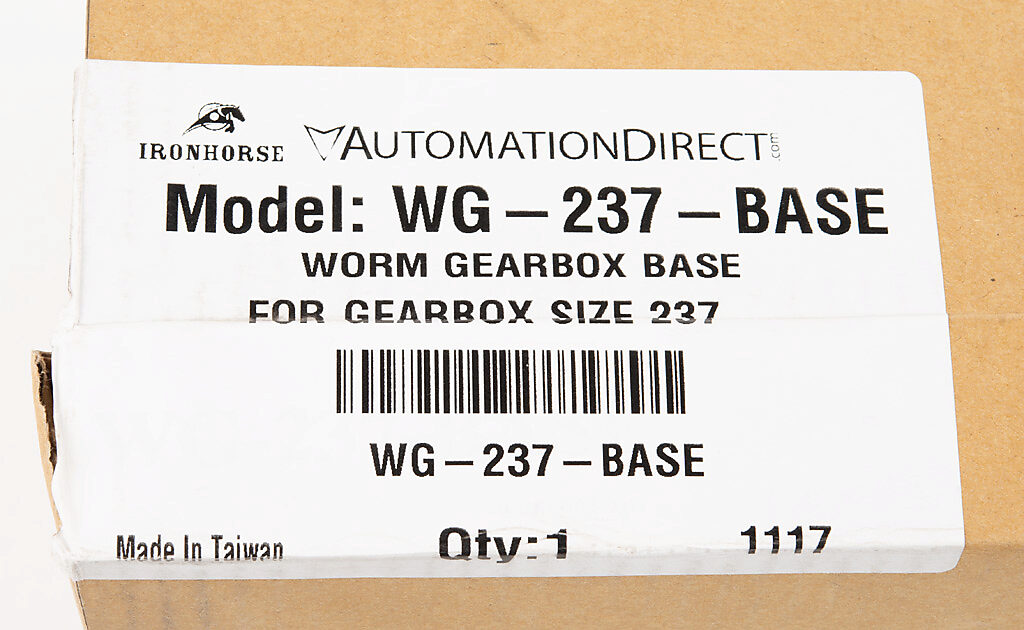 IRONHORSE
AUTOMATIONDIRECT.com
Model: WG-237-BASE
WORM GEARBOX BASE
FOR GEARBOX SIZE 237
WG-237-BASE
Made In Taiwan
Qty:1
1117